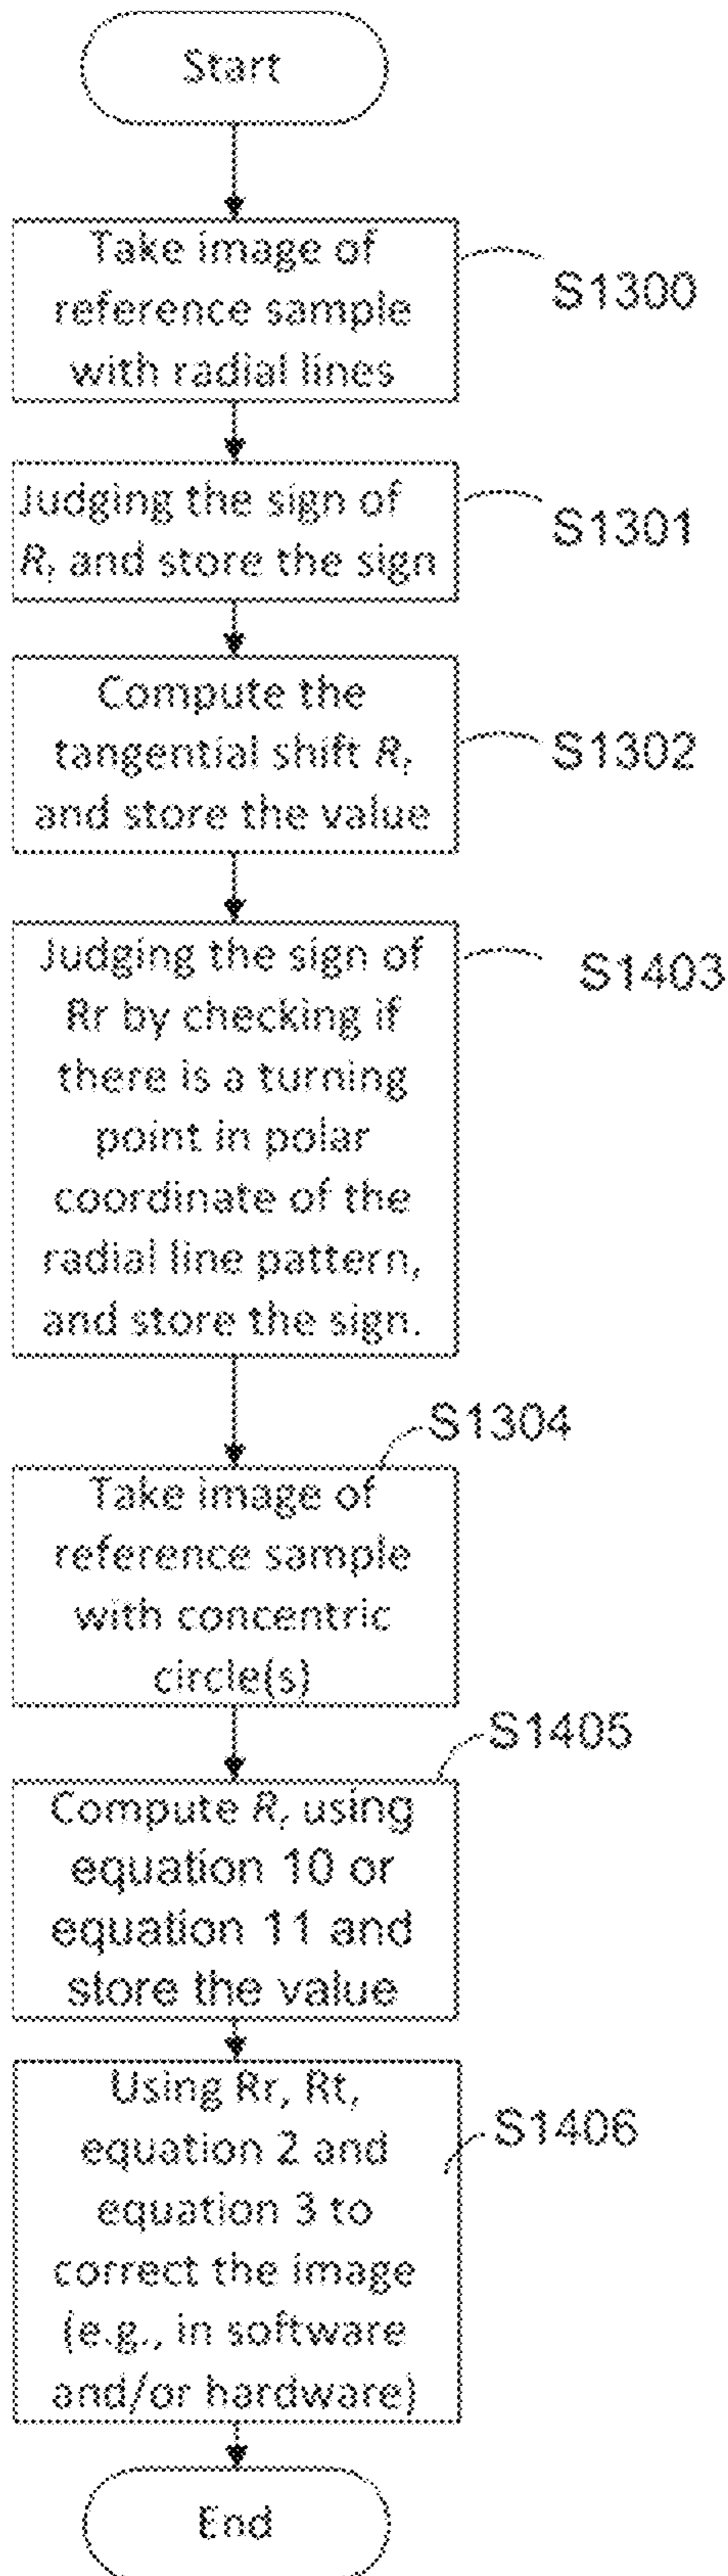 Start
Take image of
reference sample
with radial lines
S1300
Judging the sign of
Rt and store the sign
S1301
Compute the
tangential shift Rt
and store the value
S1302
Judging the sign of
Rr by checking if
there is a turning
point in polar
coordinate of the
radial line pattern,
and store the sign.
S1403
S1304
Take image of
reference sample
with concentric
circle(s)
S1405
Compute Rr using
equation 10 or
equation 11 and
store the value
Using Rr, Rt,
equation 2 and
equation 3 to
correct the image
(e.g., in software
and/or hardware)
S1406
End